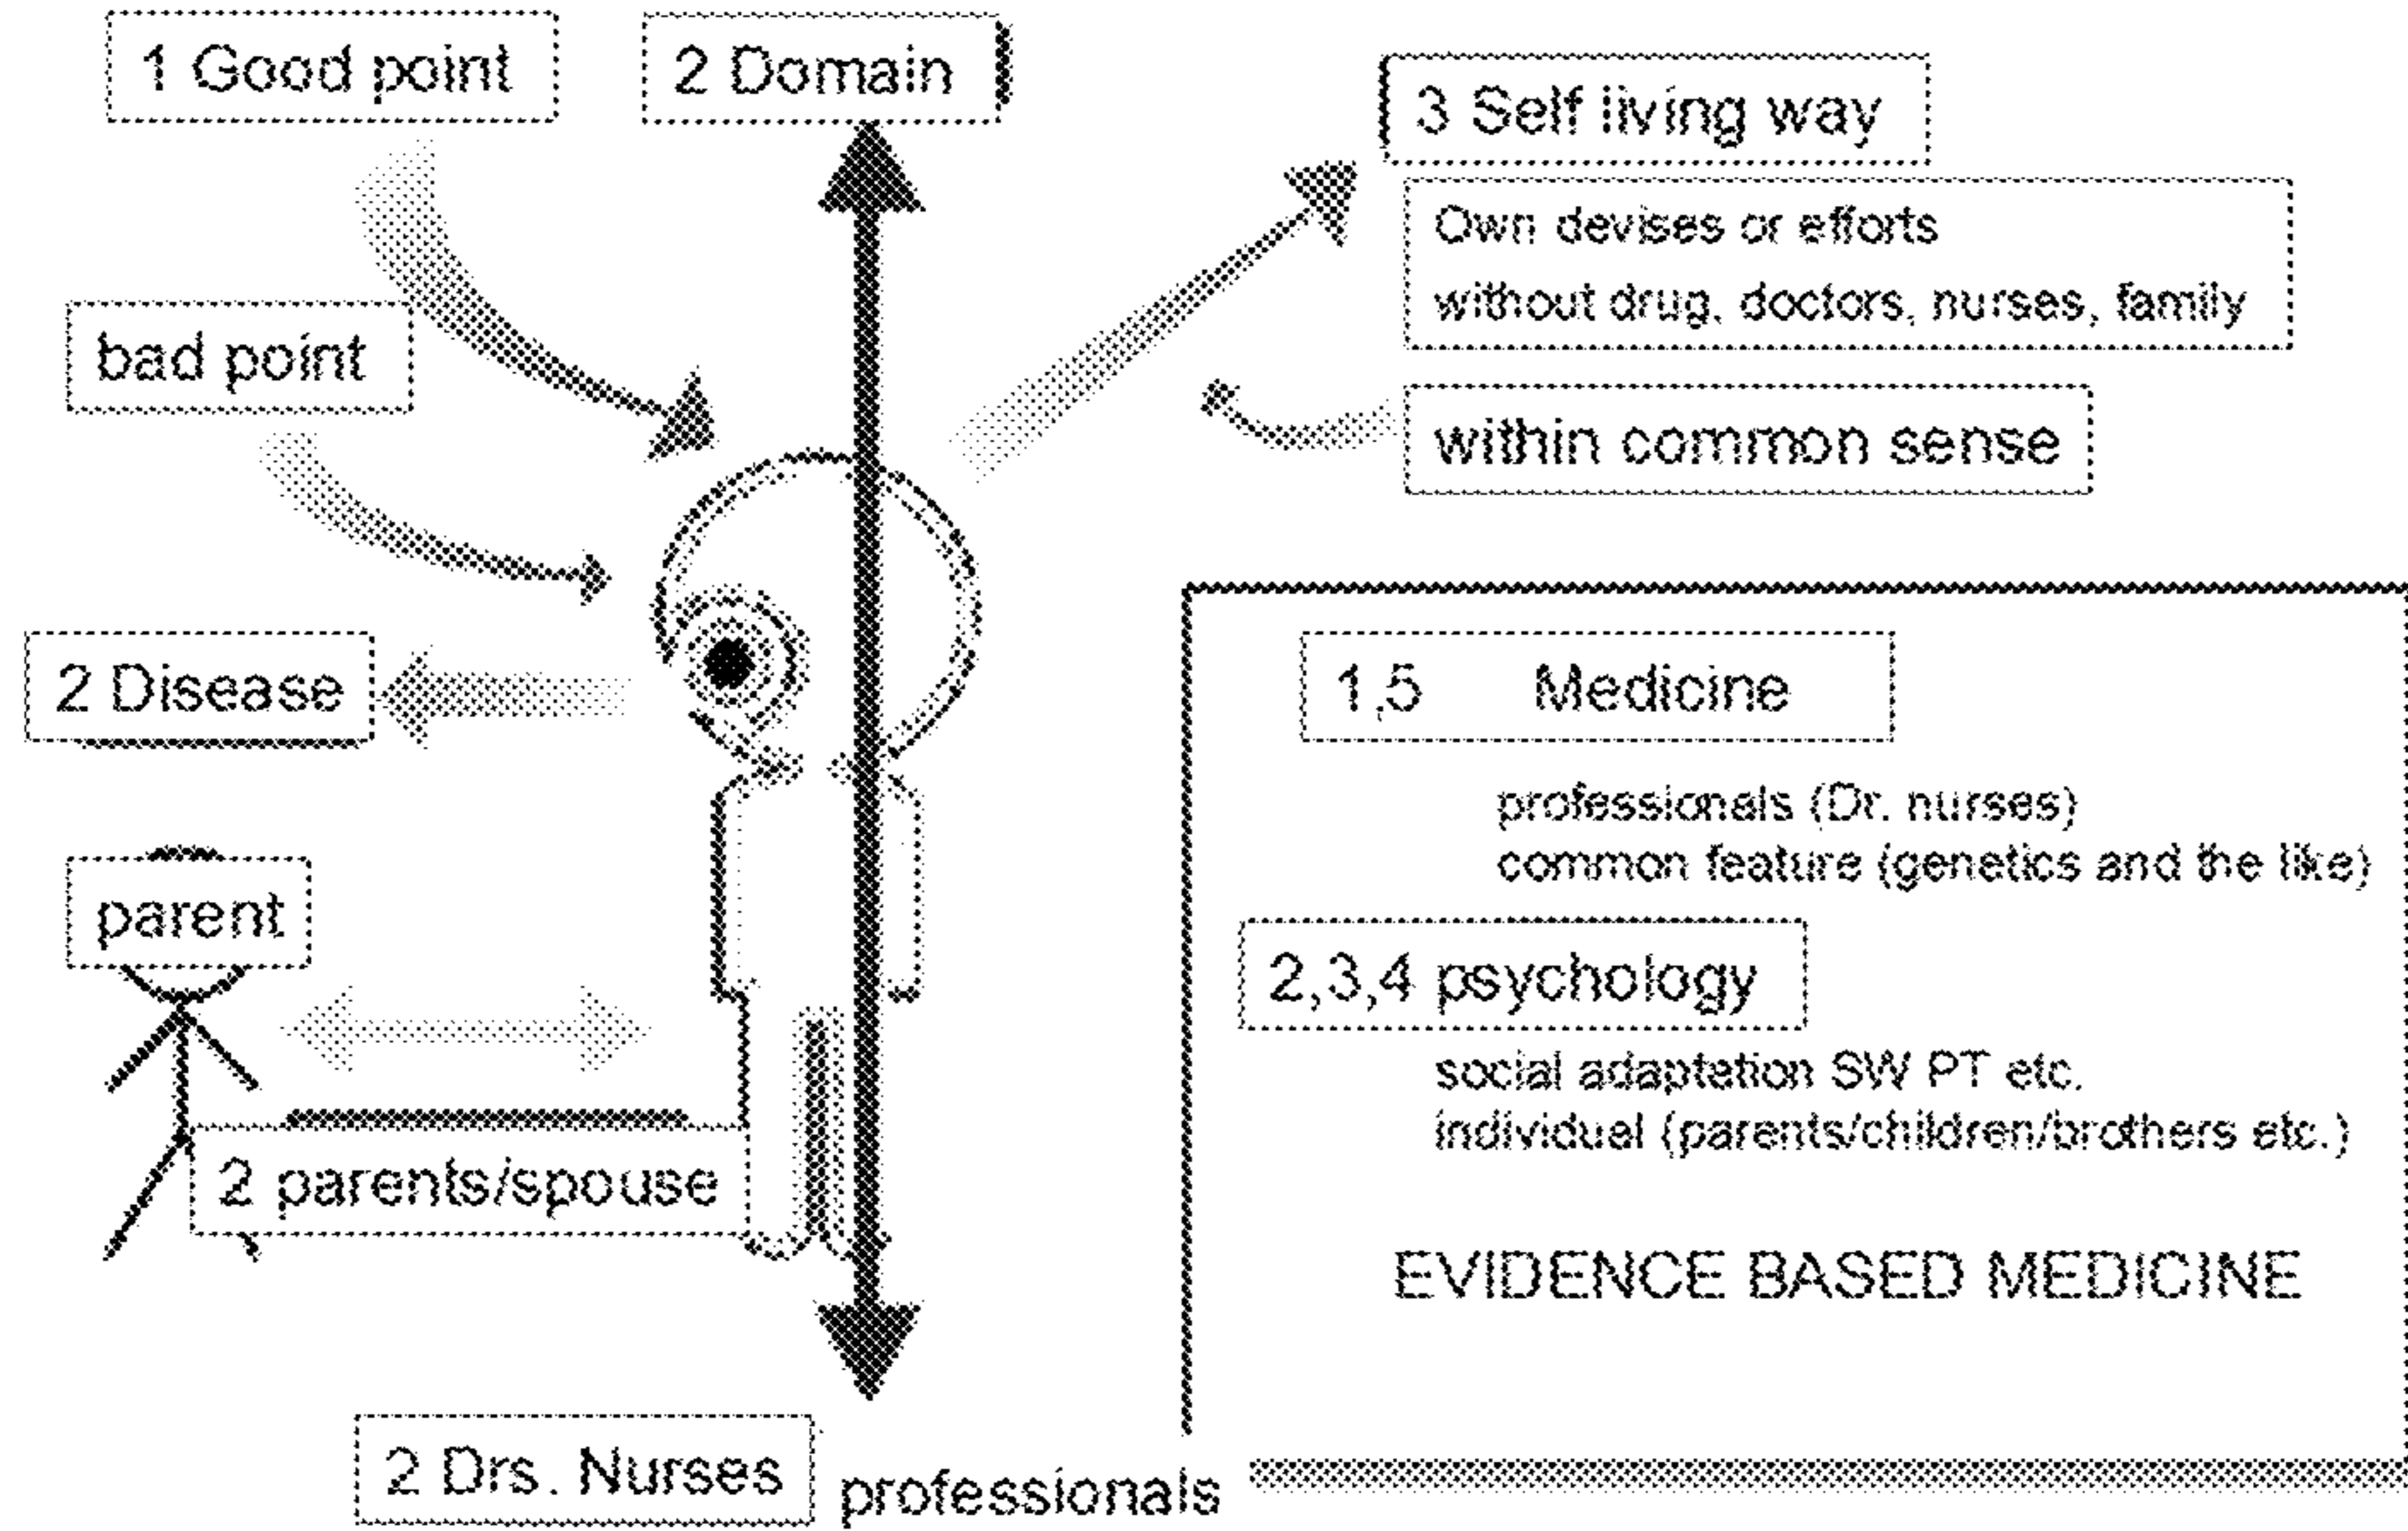 1 Good point
2 Domain
3 Self living way
Own devises or efforts
without drug, doctors, nurses, family
bad point
within common sense
2 Disease
1,5 Medicine
professionals (Dr. nurses)
common feature (genetics and the like)
parent
2,3,4 psychology
social adaptation SW PT etc.
individual (parents/children/brothers etc.)
2 parents/spouse
EVIDENCE BASED MEDICINE
2 Drs. Nurses
professionals